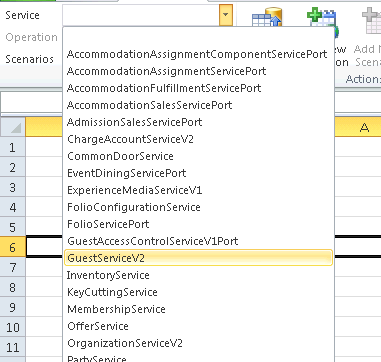 Service
Operation
Scenarios
AccommodationAssignmentComponentServicePort
AccommodationAssignmentServicePort
AccommodationFulfillmentServicePort
AccommodationSalesServicePort
AdmissionSalesServicePort
ChargeAccountServiceV2
CommonDoorService
EventDiningServicePort
ExperienceMediaServiceV1
FolioConfigurationService
FolioServicePort
GuestAccessControlServiceV1Port
GuestServiceV2
InventoryService
KeyCuttingService
MembershipService
OfferService
OrganizationServiceV2
PartyService
Add N
Scena
Action:
A
1
2
3
4
5
6
7
8
9
10
11